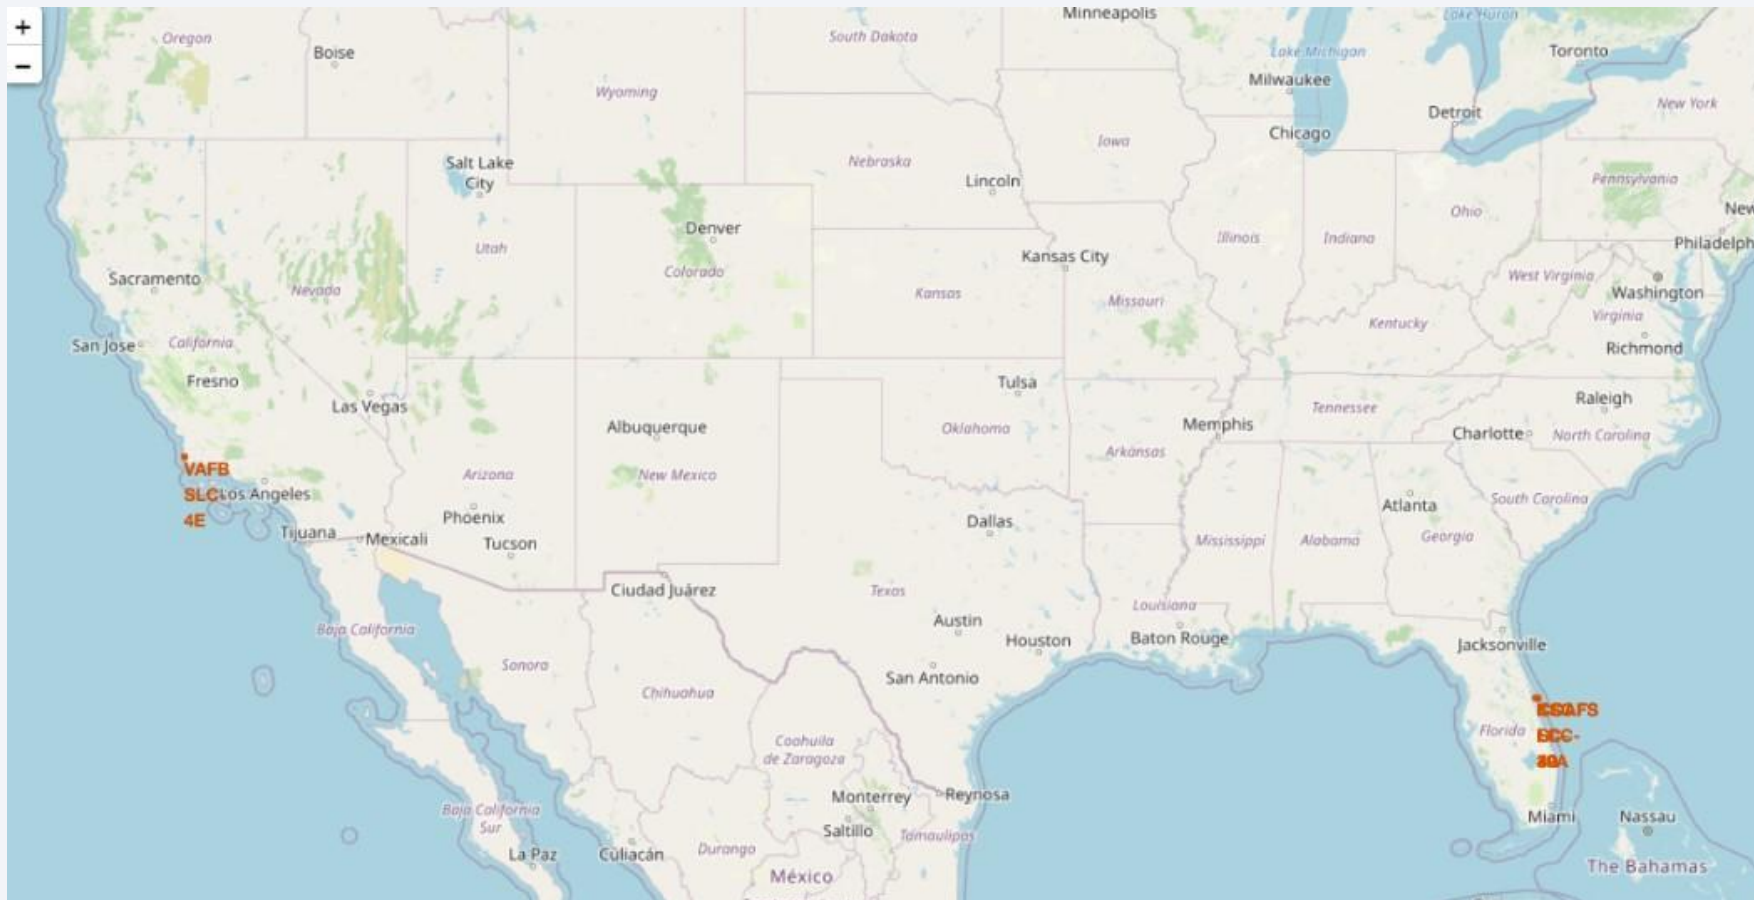 +
−
Oregon
Boise
South Dakota
Minneapolis
Lake Huron
Lake Michigan
Toronto
Wyoming
Milwaukee
Detroit
New York
Iowa
Chicago
Salt Lake
City
Nebraska
Lincoln
Pennsylvania
New
Denver
Ohio
Utah
Illinois
Indiana
Philadelph
Kansas City
Sacramento
Nevada
Colorado
Kansas
Missouri
West Virginia
Washington
Virginia
San Jose
California
Kentucky
Richmond
Fresno
Las Vegas
Tulsa
Tennessee
Raleigh
Albuquerque
Oklahoma
Memphis
Charlotte
North Carolina
Arkansas
VAFB
SLC
4E
Los Angeles
Arizona
New Mexico
South Carolina
Phoenix
Atlanta
Dallas
Tijuana
Mexicali
Tucson
Mississippi
Alabama
Georgia
Ciudad Juárez
Texas
Louisiana
Baja California
Austin
Houston
Baton Rouge
Jacksonville
Sonora
Chihuahua
San Antonio
Florida
Coahuila
de Zaragoza
Monterrey
Reynosa
Baja California
Sur
Saltillo
Tamaulipas
Miami
Nassau
La Paz
Culiacán
Durango
México
The Bahamas